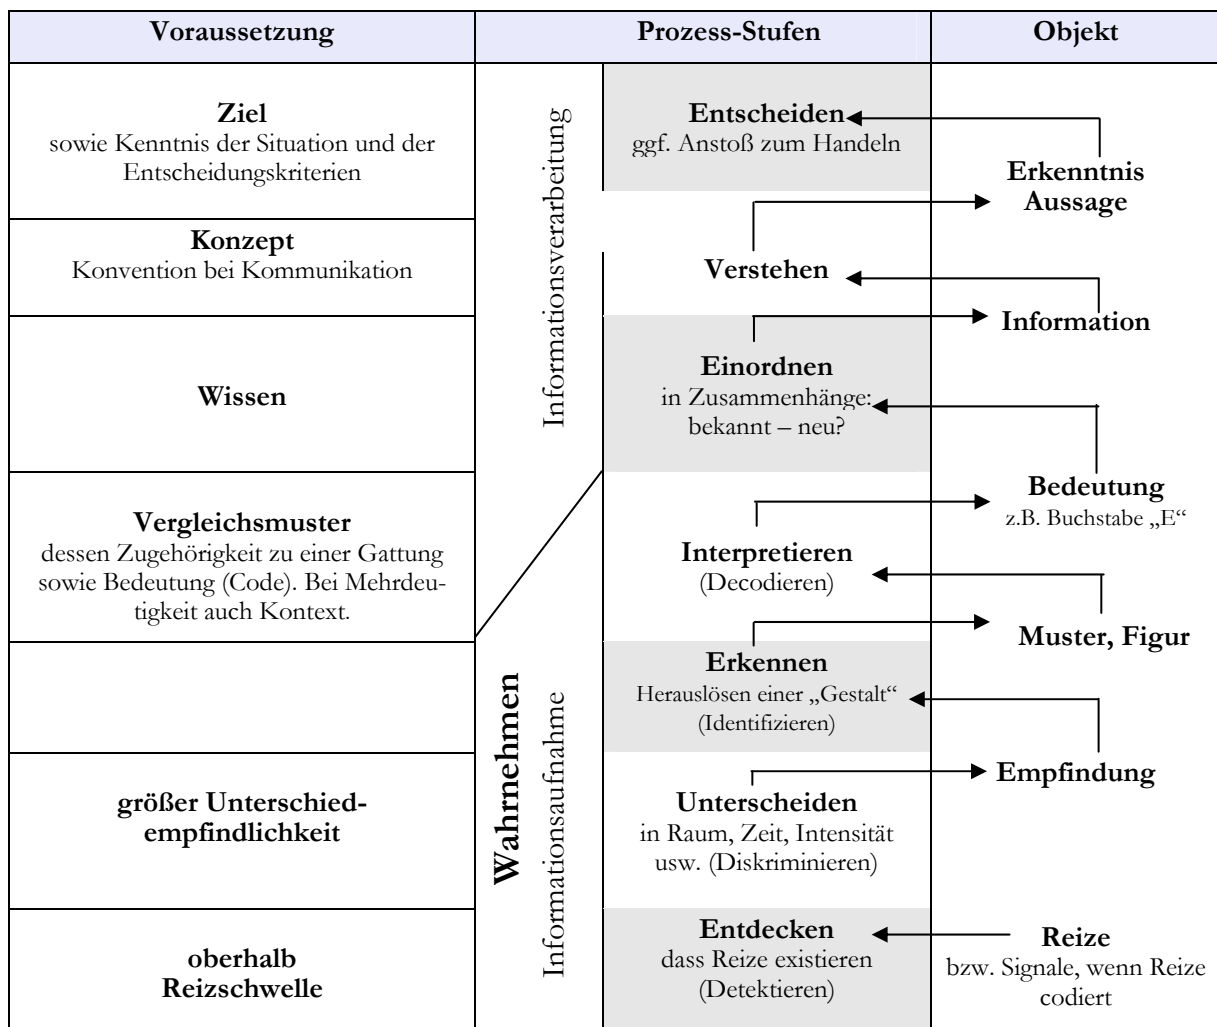 Voraussetzung
Prozess-Stufen
Objekt
Ziel
sowie Kenntnis der Situation und der
Entscheidungskriterien
Informationsverarbeitung
Entscheiden
ggf. Anstoß zum Handeln
Erkenntnis
Aussage
Konzept
Konvention bei Kommunikation
Verstehen
Information
Wissen
Einordnen
in Zusammenhänge:
bekannt – neu?
Bedeutung
z.B. Buchstabe „E“
Vergleichsmuster
dessen Zugehörigkeit zu einer Gattung
sowie Bedeutung (Code). Bei Mehrdeu-
tigkeit auch Kontext.
Interpretieren
(Decodieren)
Muster, Figur
Wahrnehmen
Informationsaufnahme
Erkennen
Herauslösen einer „Gestalt“
(Identifizieren)
Empfindung
größer Unterschied-
empfindlichkeit
Unterscheiden
in Raum, Zeit, Intensität
usw. (Diskriminieren)
oberhalb
Reizschwelle
Entdecken
dass Reize existieren
(Detektieren)
Reize
bzw. Signale, wenn Reize
codiert